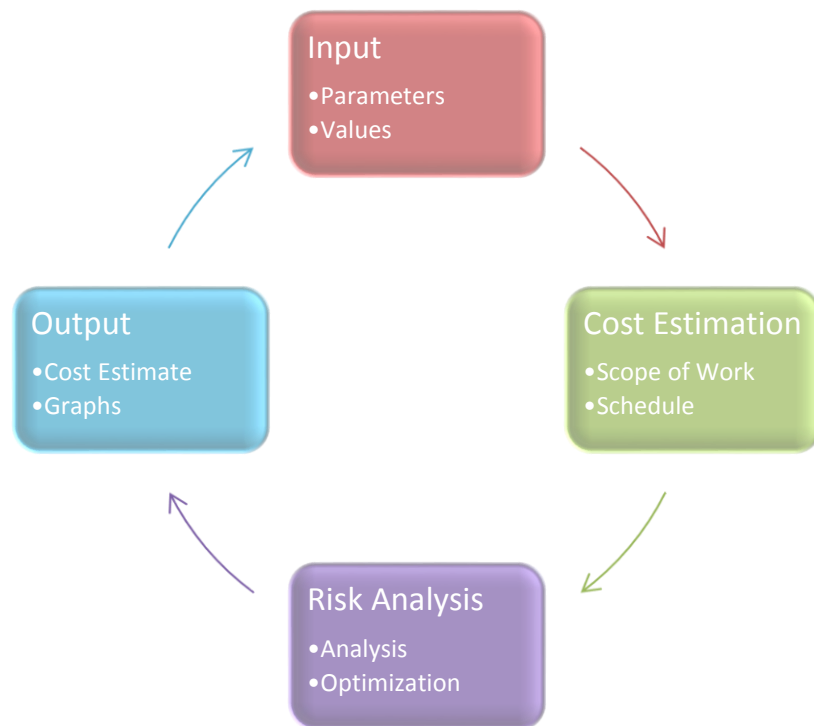 Input
•Parameters
•Values
Cost Estimation
•Scope of Work
•Schedule
Risk Analysis
•Analysis
•Optimization
Output
•Cost Estimate
•Graphs